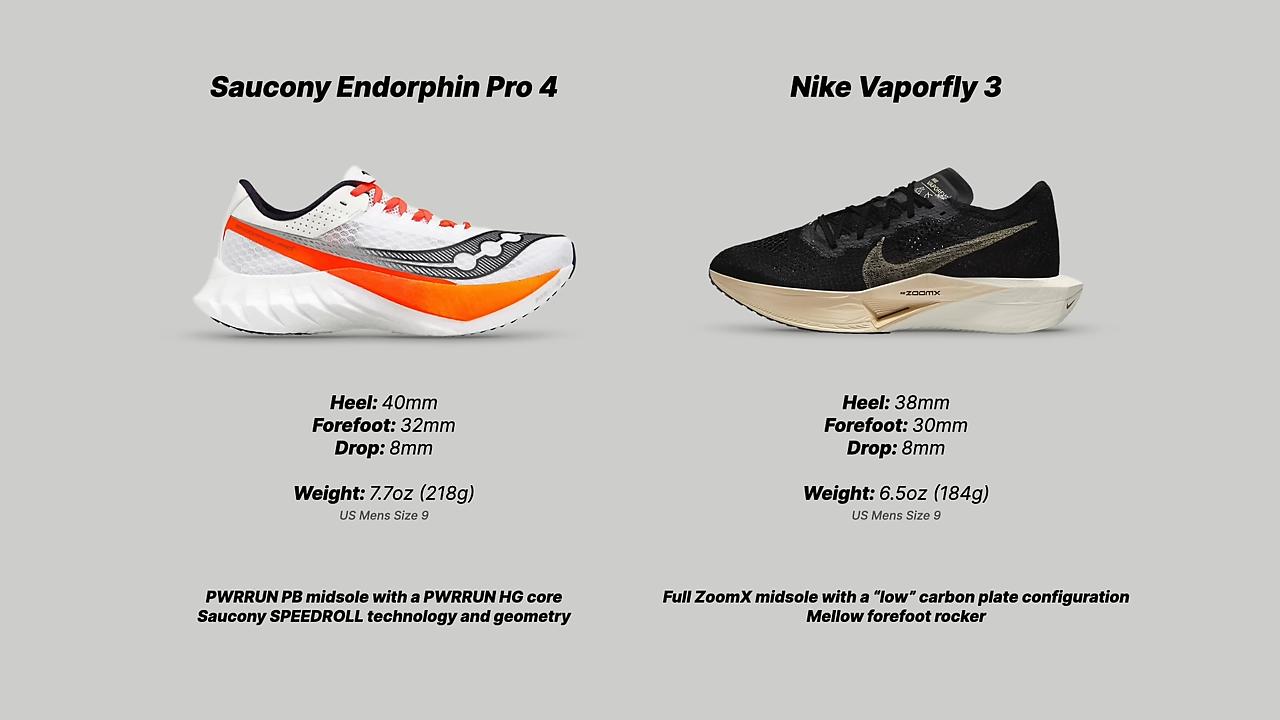 Saucony Endorphin Pro 4
Heel: 40mm
Forefoot: 32mm
Drop: 8mm
Weight: 7.7oz (218g)
US Mens Size 9
PWRRUN PB midsole with a PWRRUN HG core
Saucony SPEEDROLL technology and geometry
Nike Vaporfly 3
ZOOMX
Heel: 38mm
Forefoot: 30mm
Drop: 8mm
Weight: 6.5oz (184g)
US Mens Size 9
Full ZoomX midsole with a “low” carbon plate configuration
Mellow forefoot rocker